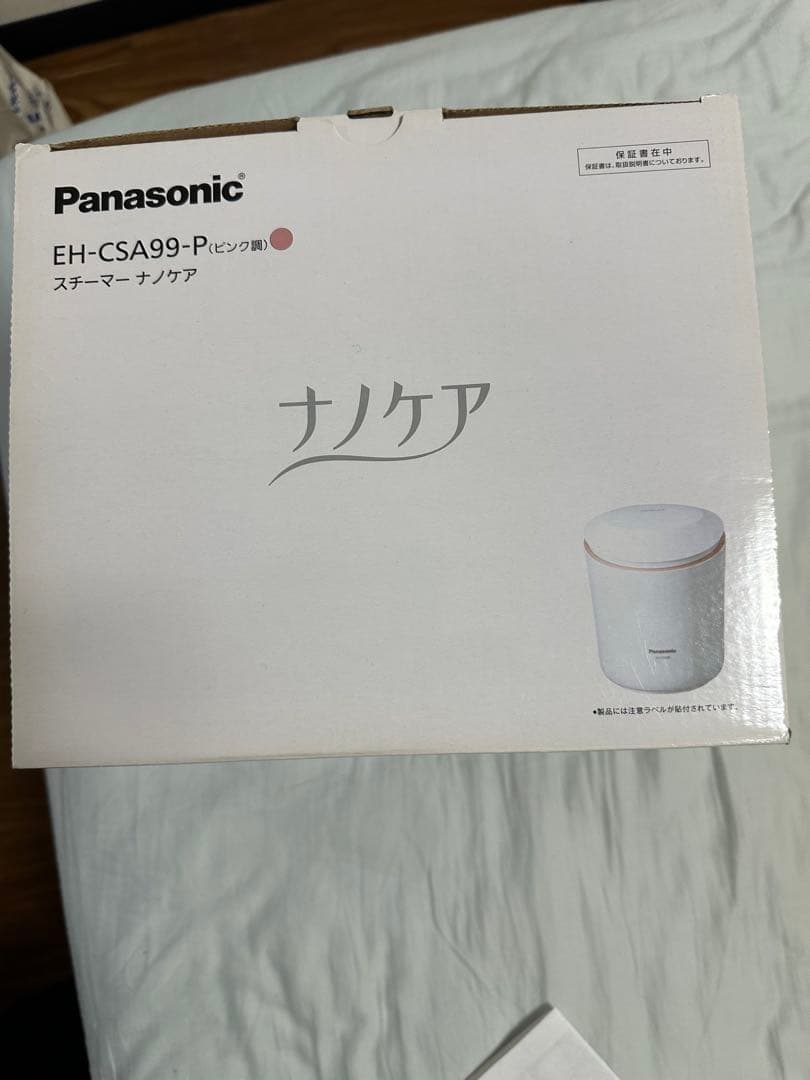 Panasonic®
保証書在中
保証書は、取扱説明書についております。
EH-CSA99-P(ピンク調)
スチーマー ナノケア
ナノケア
Panasonic
●製品には注意ラベルが貼付されています。